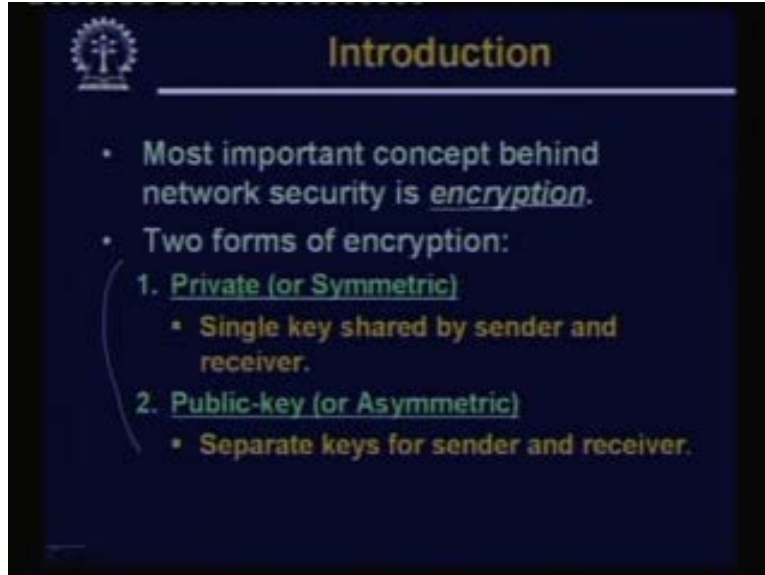 Introduction
• Most important concept behind
network security is encryption.
• Two forms of encryption:
1. Private (or Symmetric)
▪ Single key shared by sender and
receiver.
2. Public-key (or Asymmetric)
▪ Separate keys for sender and receiver.